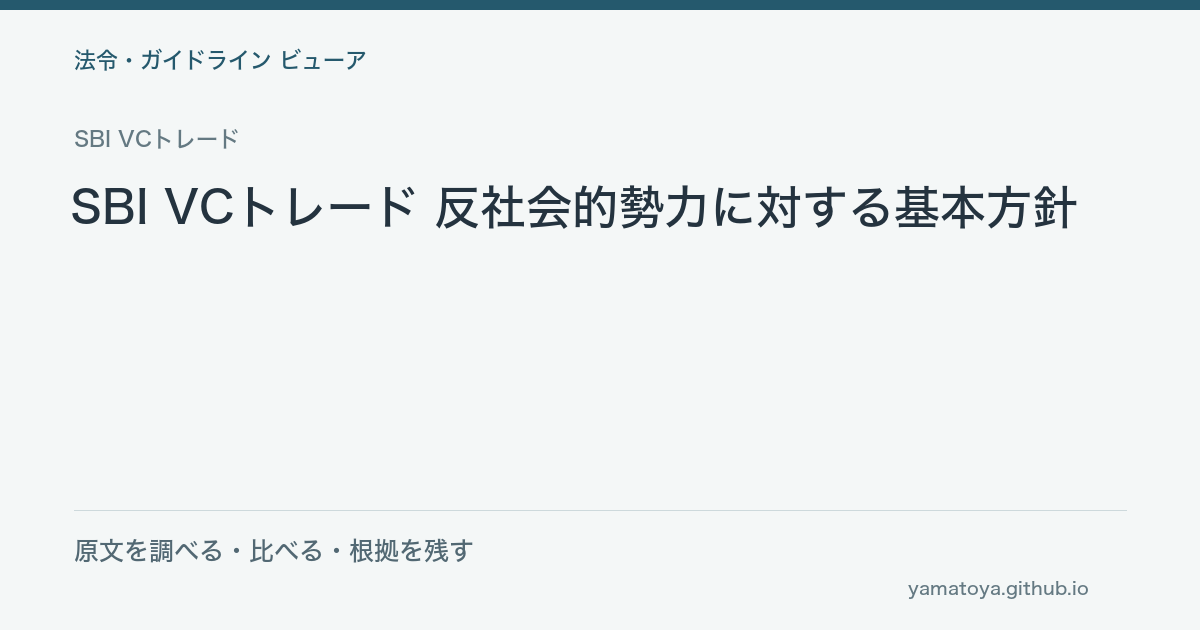 法令・ガイドライン ビューア
SBI VCトレード
SBI VCトレード 反社会的勢力に対する基本方針
原文を調べる・比べる・根拠を残す
yamatoya.github.io